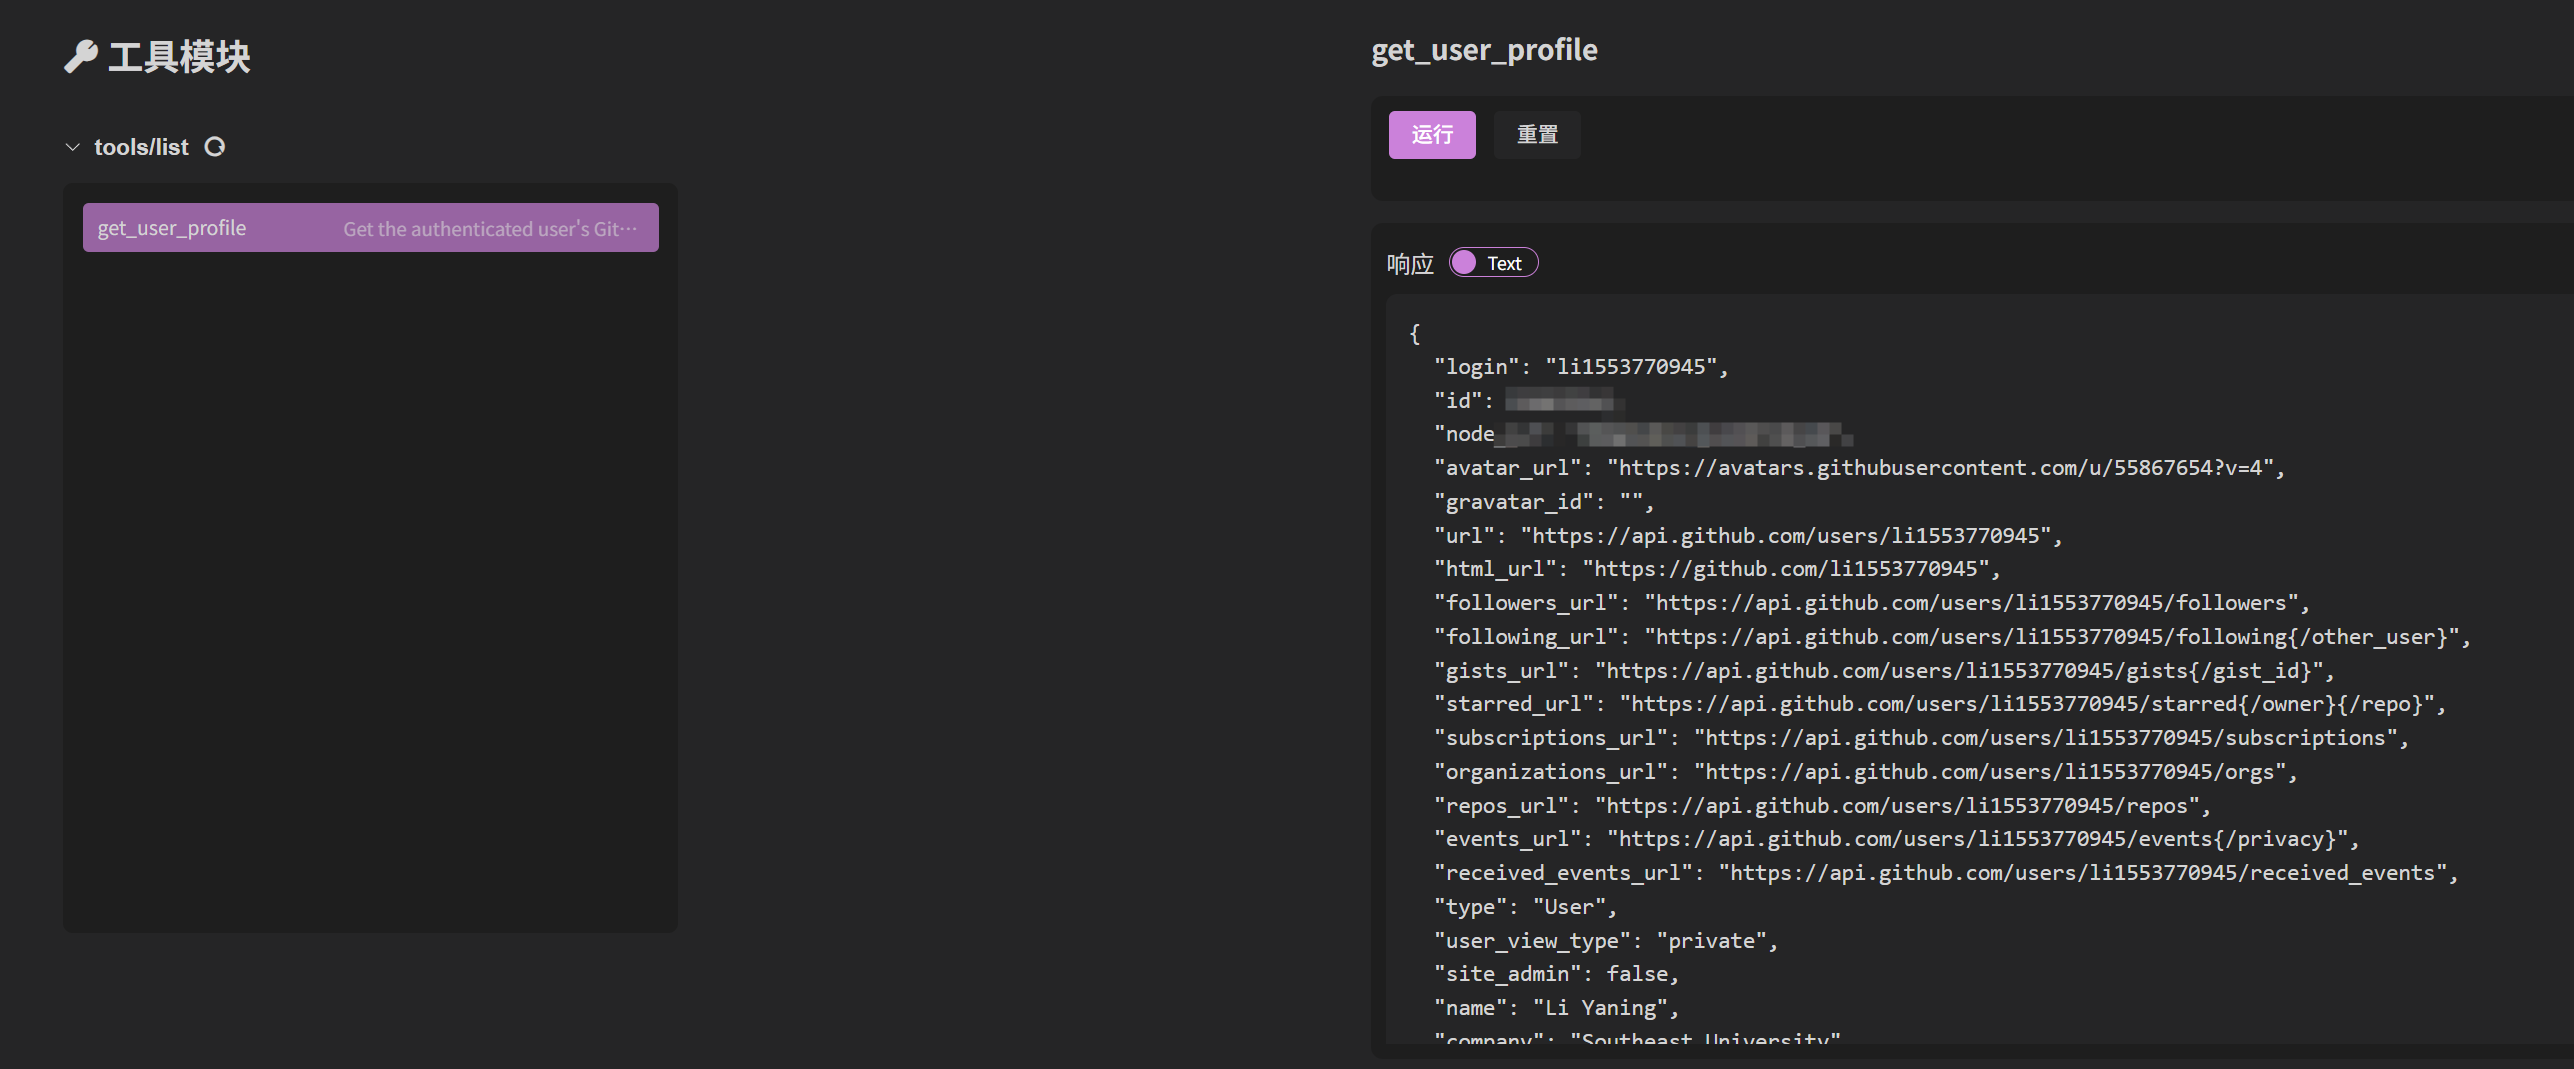 工具模块
tools/list
get_user_profile Get the authenticated user's Git···
get_user_profile
运行 重置
响应 Text
{
"login": "li1553770945",
"id":
"node_
"avatar_url": "https://avatars.githubusercontent.com/u/55867654?v=4",
"gravatar_id": "",
"url": "https://api.github.com/users/li1553770945",
"html_url": "https://github.com/li1553770945",
"followers_url": "https://api.github.com/users/li1553770945/followers",
"following_url": "https://api.github.com/users/li1553770945/following{/other_user}",
"gists_url": "https://api.github.com/users/li1553770945/gists{/gist_id}",
"starred_url": "https://api.github.com/users/li1553770945/starred{/owner}{/repo}",
"subscriptions_url": "https://api.github.com/users/li1553770945/subscriptions",
"organizations_url": "https://api.github.com/users/li1553770945/orgs",
"repos_url": "https://api.github.com/users/li1553770945/repos",
"events_url": "https://api.github.com/users/li1553770945/events{/privacy}",
"received_events_url": "https://api.github.com/users/li1553770945/received_events",
"type": "User",
"user_view_type": "private",
"site_admin": false,
"name": "Li Yaning",
"company": "Southeast University"